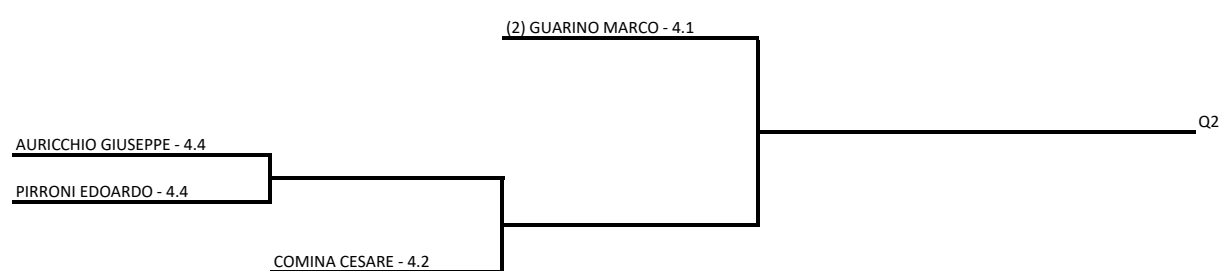 (2) GUARINO MARCO - 4.1
Q2
AURICCHIO GIUSEPPE - 4.4
PIRRONI EDOARDO - 4.4
COMINA CESARE - 4.2